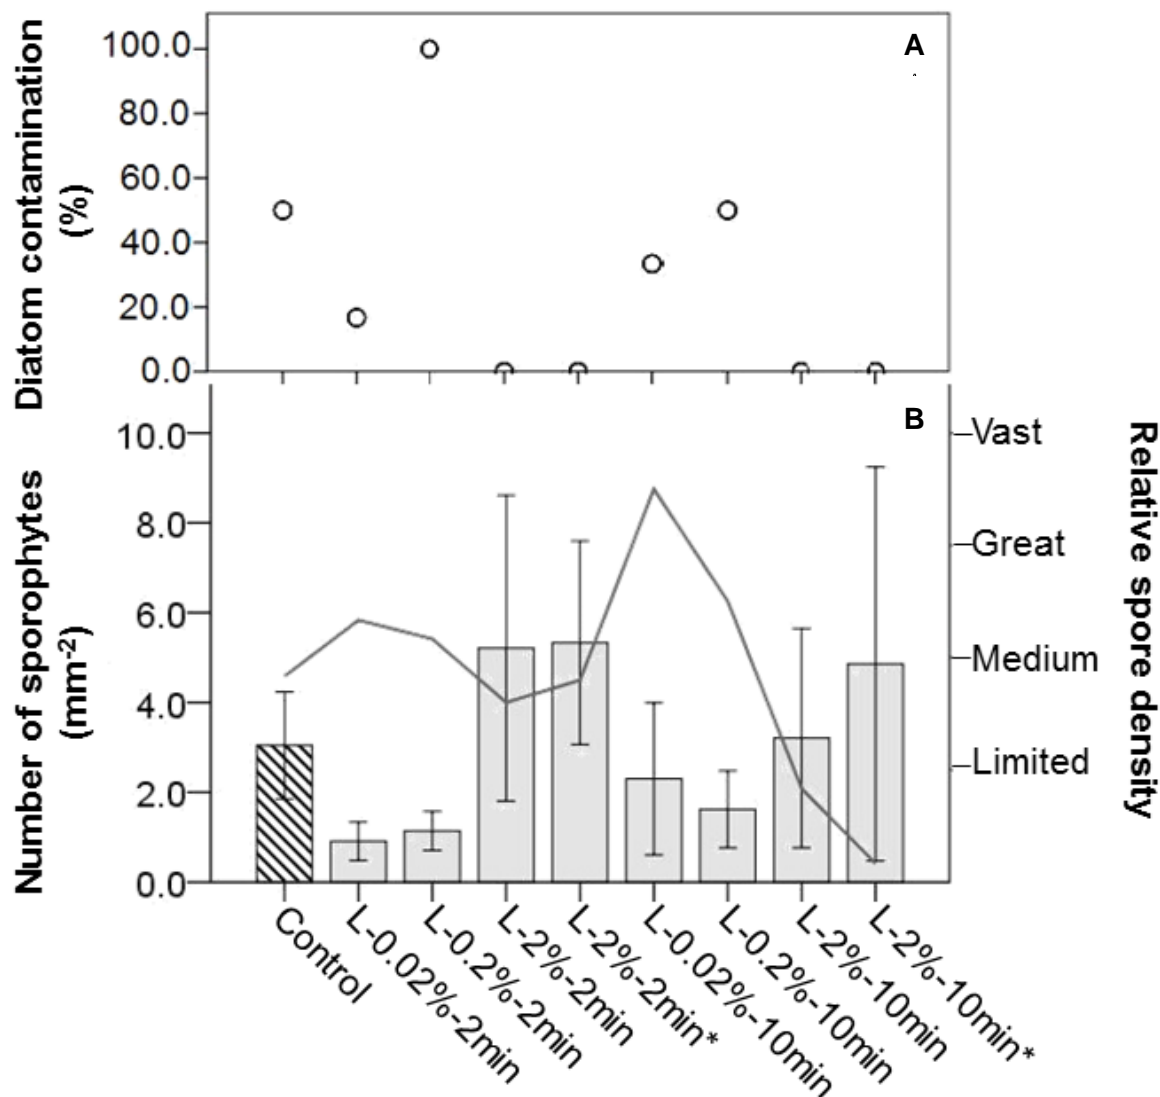 A
Diatom contamination
(%)
100.0
80.0
60.0
40.0
20.0
0.0
B
Number of sporophytes
(mm⁻²)
10.0
8.0
6.0
4.0
2.0
0.0
Vast
Great
Medium
Limited
Relative spore density
Control
L-0.02%-2min
L-0.2%-2min
L-2%-2min
L-2%-2min*
L-0.02%-10min
L-0.2%-10min
L-2%-10min
L-2%-10min*